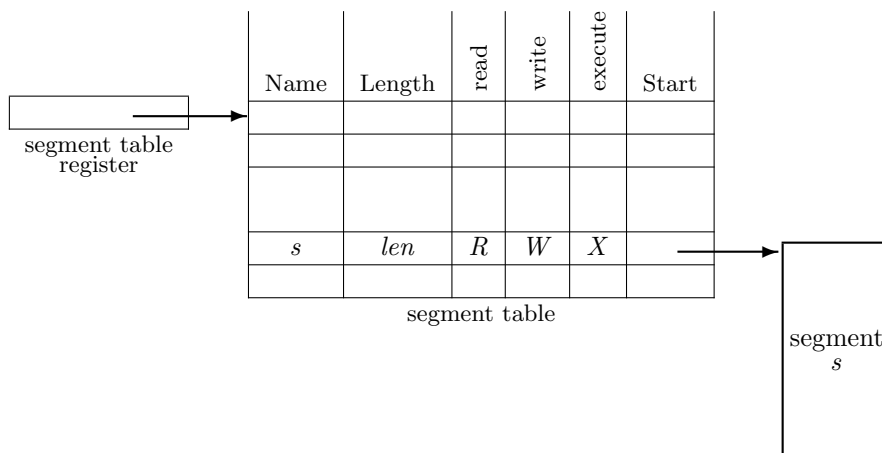 Name Length read write execute Start
segment table
register
s len R W X
segment table
segment
s